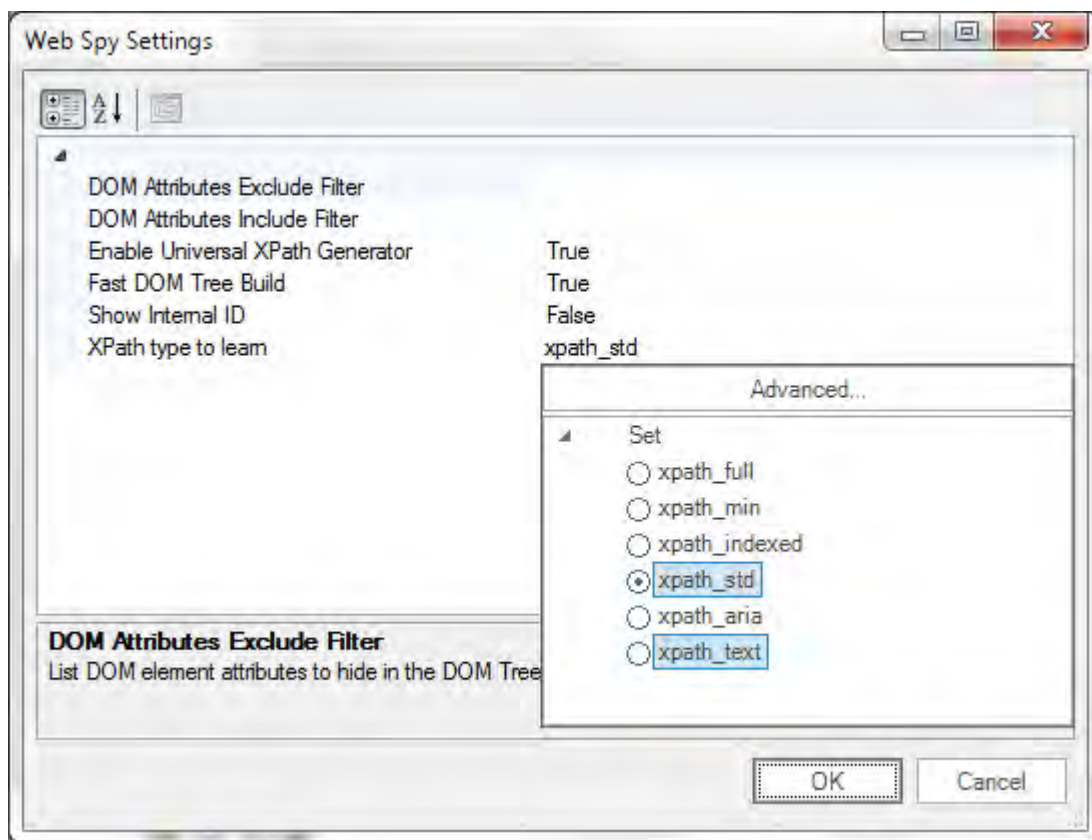 Web Spy Settings
DOM Attributes Exclude Filter
DOM Attributes Include Filter
Enable Universal XPath Generator True
Fast DOM Tree Build True
Show Internal ID False
XPath type to learn xpath_std
Advanced...
Set
xpath_full
xpath_min
xpath_indexed
xpath_std
xpath_aria
xpath_text
DOM Attributes Exclude Filter
List DOM element attributes to hide in the DOM Tree
OK Cancel